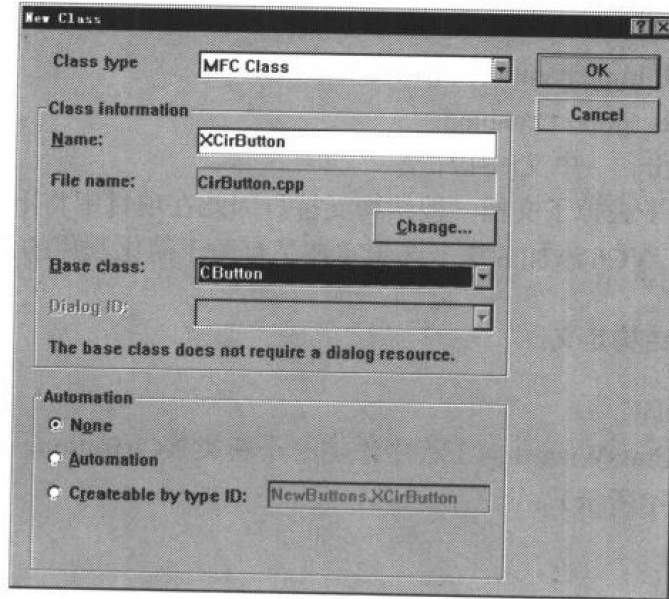 New Class
Class type
MFC Class
OK
Cancel
Class information
Name:
XCirButton
File name:
CirButton.cpp
Change...
Base class:
CButton
Dialog ID:
The base class does not require a dialog resource.
Automation
None
Automation
Createable by type ID:
NewButtons.XCirButton